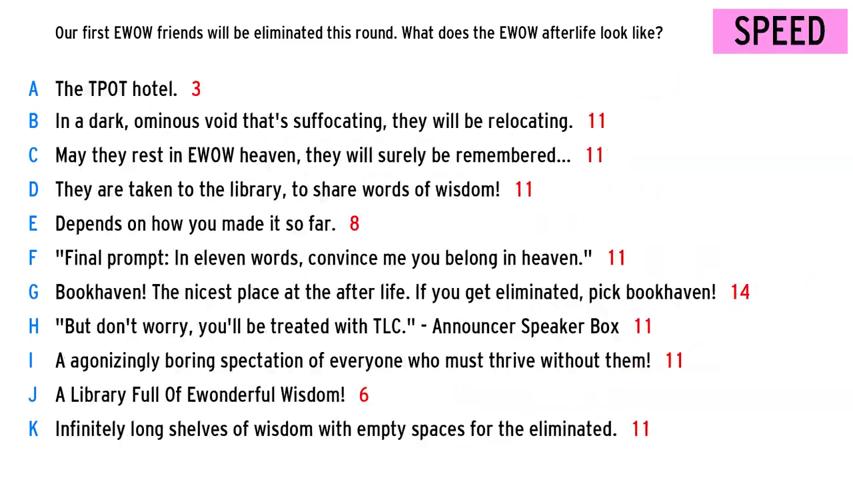 Our first EWOW friends will be eliminated this round. What does the EWOW afterlife look like?
SPEED
A The TPOT hotel. 3
B In a dark, ominous void that's suffocating, they will be relocating. 11
C May they rest in EWOW heaven, they will surely be remembered... 11
D They are taken to the library, to share words of wisdom! 11
E Depends on how you made it so far. 8
F "Final prompt: In eleven words, convince me you belong in heaven." 11
G Bookhaven! The nicest place at the after life. If you get eliminated, pick bookhaven! 14
H "But don't worry, you'll be treated with TLC." - Announcer Speaker Box 11
I A agonizingly boring spectation of everyone who must thrive without them! 11
J A Library Full Of Ewonderful Wisdom! 6
K Infinitely long shelves of wisdom with empty spaces for the eliminated. 11